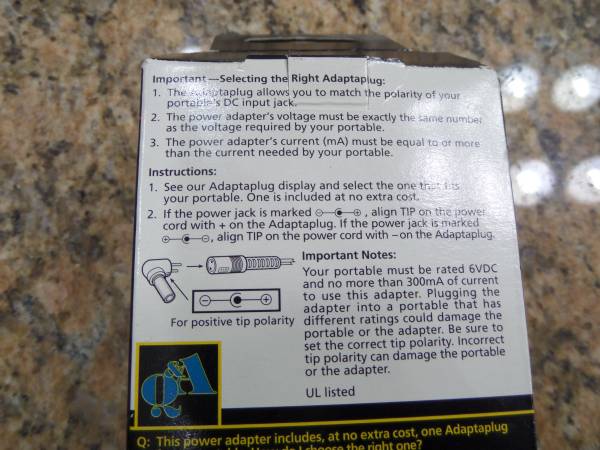 Important—Selecting the Right Adaptaplug:
1. The Adaptaplug allows you to match the polarity of your
portable's DC input jack.
2. The power adapter's voltage must be exactly the same number
as the voltage required by your portable.
3. The power adapter's current (mA) must be equal to or more
than the current needed by your portable.
Instructions:
1. See our Adaptaplug display and select the one that fits
your portable. One is included at no extra cost.
2. If the power jack is marked ⊖–•–⊕, align TIP on the power
cord with + on the Adaptaplug. If the power jack is marked
⊕–•–⊖, align TIP on the power cord with – on the Adaptaplug.
Important Notes:
Your portable must be rated 6VDC
and no more than 300mA of current
to use this adapter. Plugging the
adapter into a portable that has
different ratings could damage the
portable or the adapter. Be sure to
set the correct tip polarity. Incorrect
tip polarity can damage the portable
or the adapter.
UL listed
For positive tip polarity
Q&A
Q: This power adapter includes, at no extra cost, one Adaptaplug
How do I choose the right one?